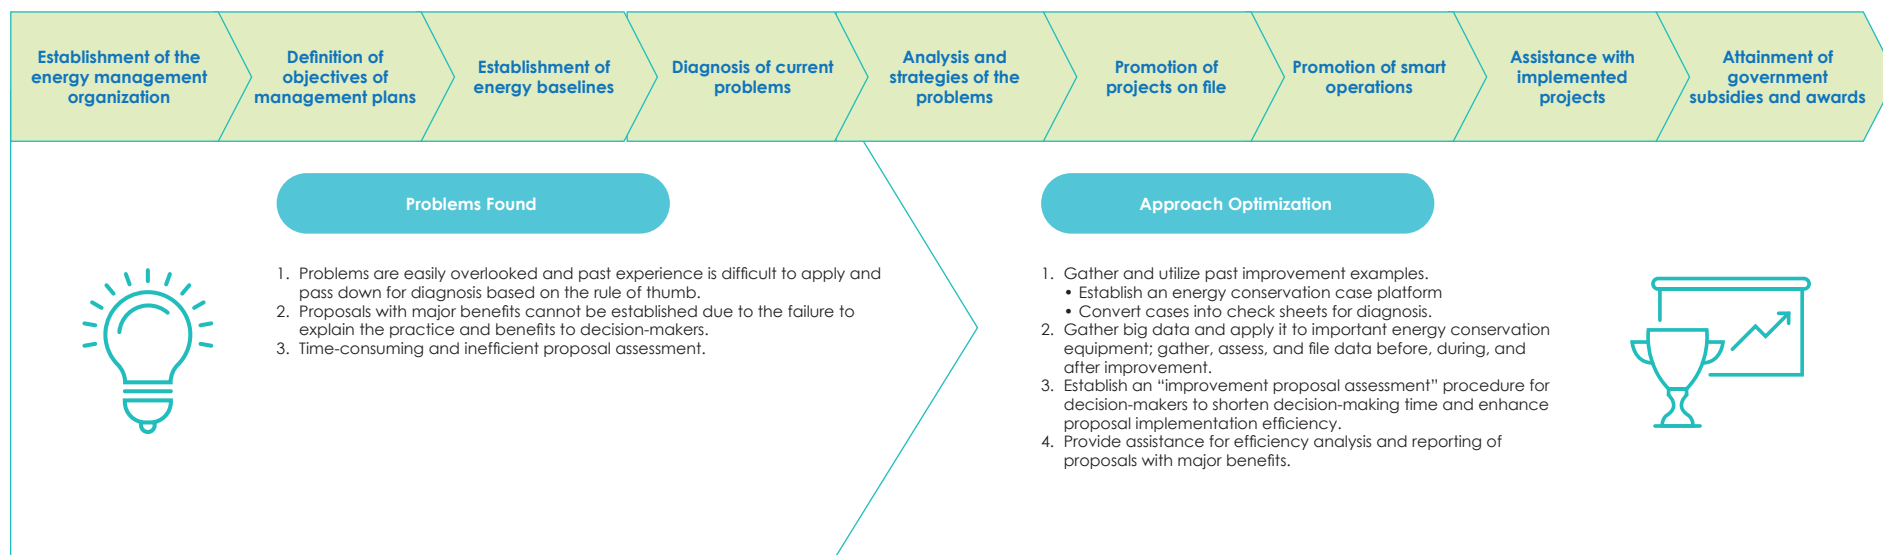 Establishment of the
energy management
organization
Definition of
objectives of
management plans
Establishment of
energy baselines
Diagnosis of current
problems
Analysis and
strategies of the
problems
Promotion of
projects on file
Promotion of smart
operations
Assistance with
implemented
projects
Attainment of
government
subsidies and awards
Problems Found
1. Problems are easily overlooked and past experience is difficult to apply and
pass down for diagnosis based on the rule of thumb.
2. Proposals with major benefits cannot be established due to the failure to
explain the practice and benefits to decision-makers.
3. Time-consuming and inefficient proposal assessment.
Approach Optimization
1. Gather and utilize past improvement examples.
• Establish an energy conservation case platform
• Convert cases into check sheets for diagnosis.
2. Gather big data and apply it to important energy conservation
equipment; gather, assess, and file data before, during, and
after improvement.
3. Establish an “improvement proposal assessment” procedure for
decision-makers to shorten decision-making time and enhance
proposal implementation efficiency.
4. Provide assistance for efficiency analysis and reporting of
proposals with major benefits.